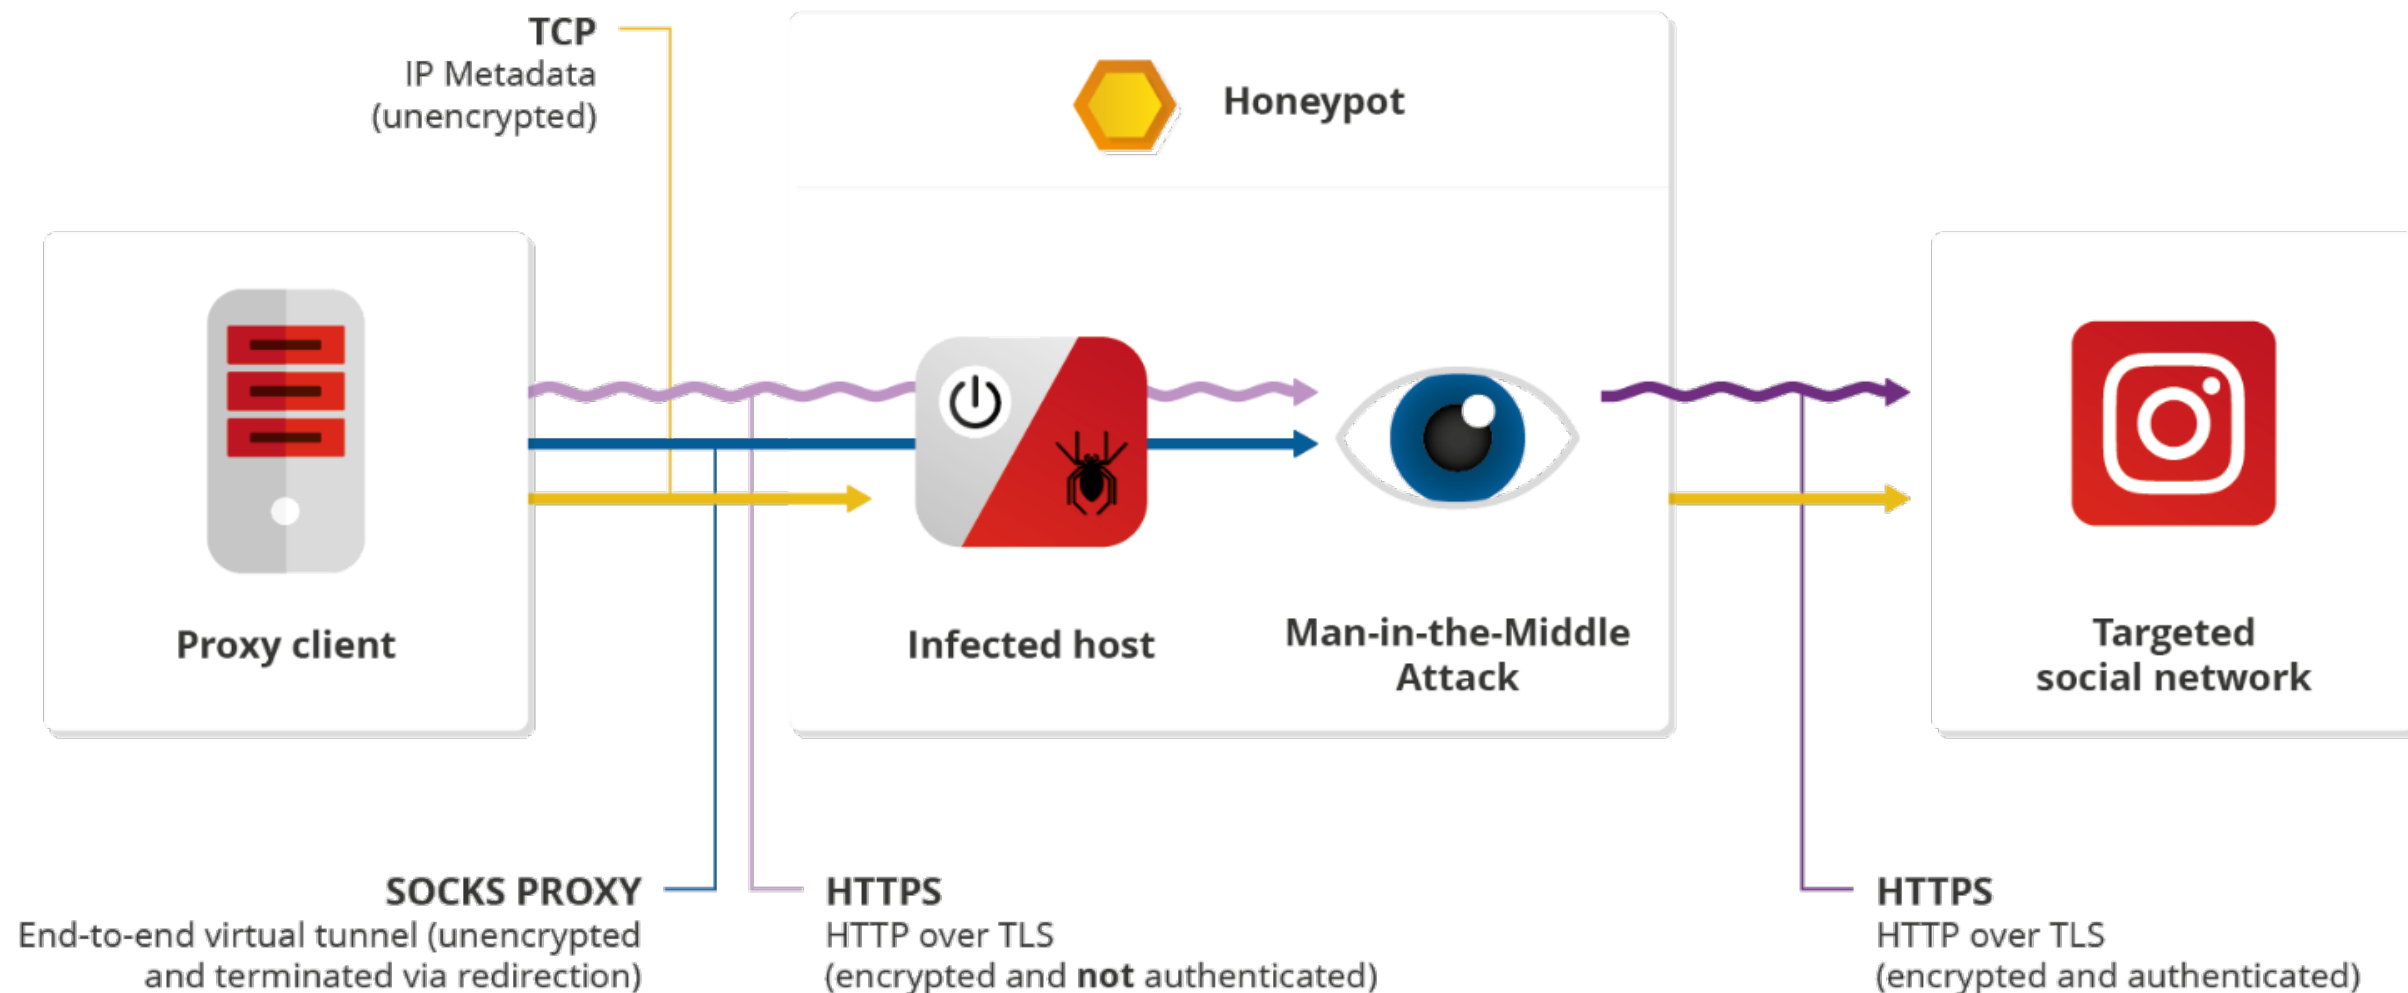 TCP
IP Metadata
(unencrypted)
Honeypot
Proxy client
Infected host
Man-in-the-Middle
Attack
Targeted
social network
SOCKS PROXY
End-to-end virtual tunnel (unencrypted
and terminated via redirection)
HTTPS
HTTP over TLS
(encrypted and not authenticated)
HTTPS
HTTP over TLS
(encrypted and authenticated)